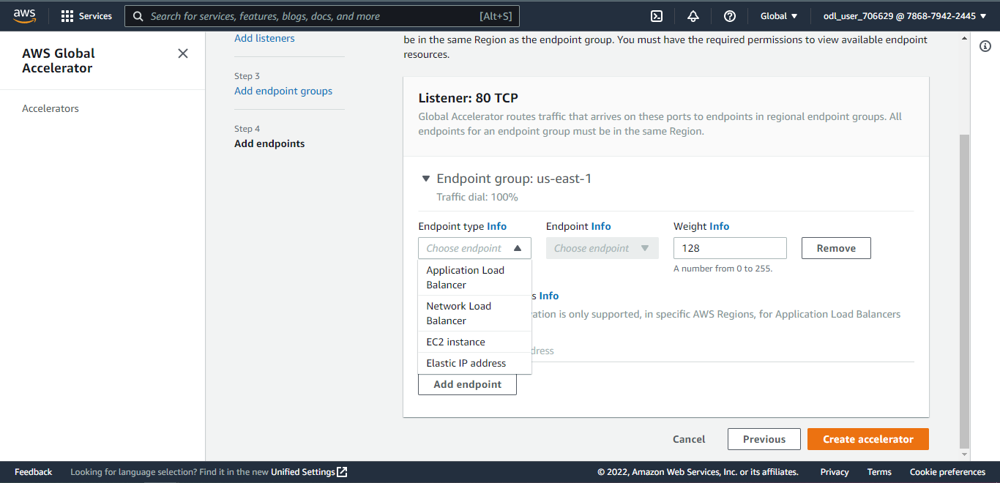 aws
Services
Search for services, features, blogs, docs, and more
[Alt+S]
Global
odl_user_706629 @ 7868-7942-2445
AWS Global
Accelerator
Accelerators
Add listeners
Step 3
Add endpoint groups
Step 4
Add endpoints
be in the same Region as the endpoint group. You must have the required permissions to view available endpoint
resources.
Listener: 80 TCP
Global Accelerator routes traffic that arrives on these ports to endpoints in regional endpoint groups. All
endpoints for an endpoint group must be in the same Region.
Endpoint group: us-east-1
Traffic dial: 100%
Endpoint type Info
Endpoint Info
Weight Info
Choose endpoint
Choose endpoint
128
Remove
A number from 0 to 255.
Application Load
Balancer
Network Load
Balancer
EC2 instance
Elastic IP address
s Info
vation is only supported, in specific AWS Regions, for Application Load Balancers
dress
Add endpoint
Cancel
Previous
Create accelerator
Feedback
Looking for language selection? Find it in the new Unified Settings
© 2022, Amazon Web Services, Inc. or its affiliates.
Privacy
Terms
Cookie preferences